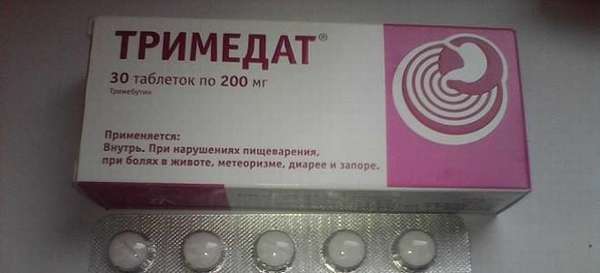 ТРИМЕДАТ®
30 таблеток по 200 мг
Тримебутин
Применяется:
Внутрь. При нарушениях пищеварения,
при болях в животе, метеоризме, диарее и запоре.